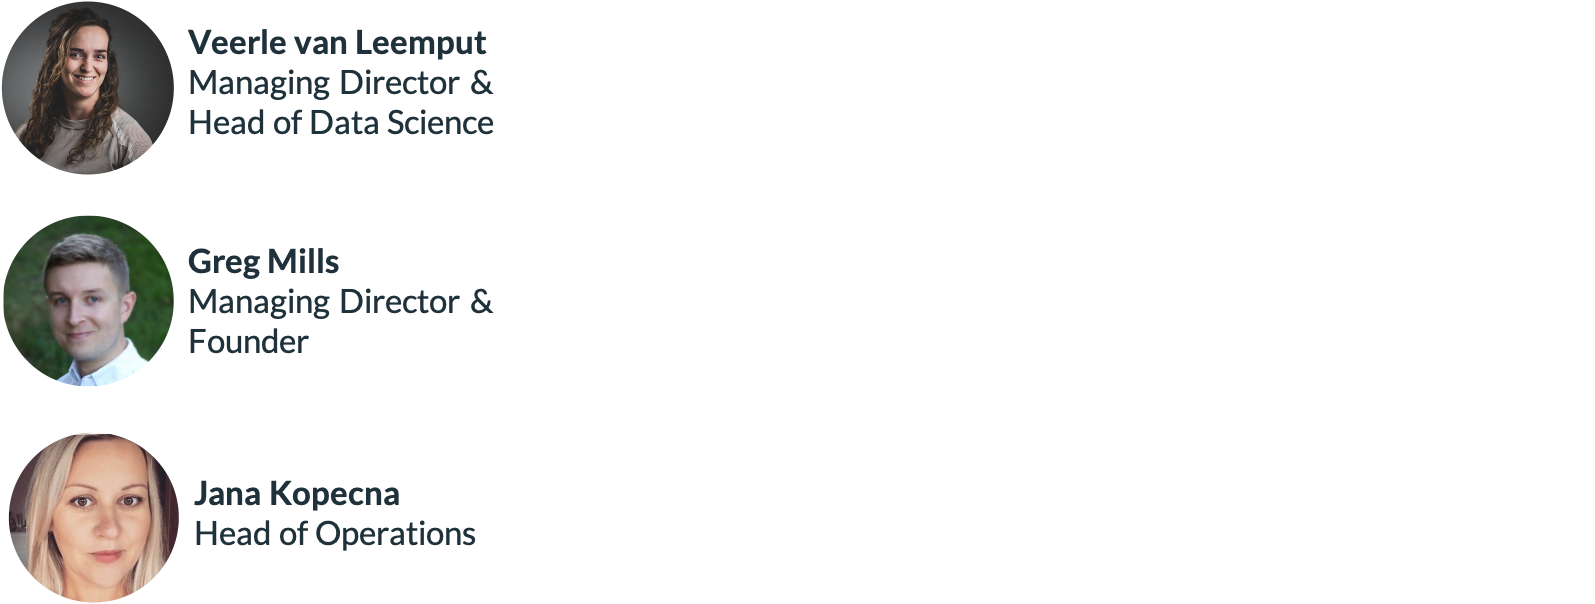 Veerle van Leemput
Managing Director &
Head of Data Science
Greg Mills
Managing Director &
Founder
Jana Kopecna
Head of Operations